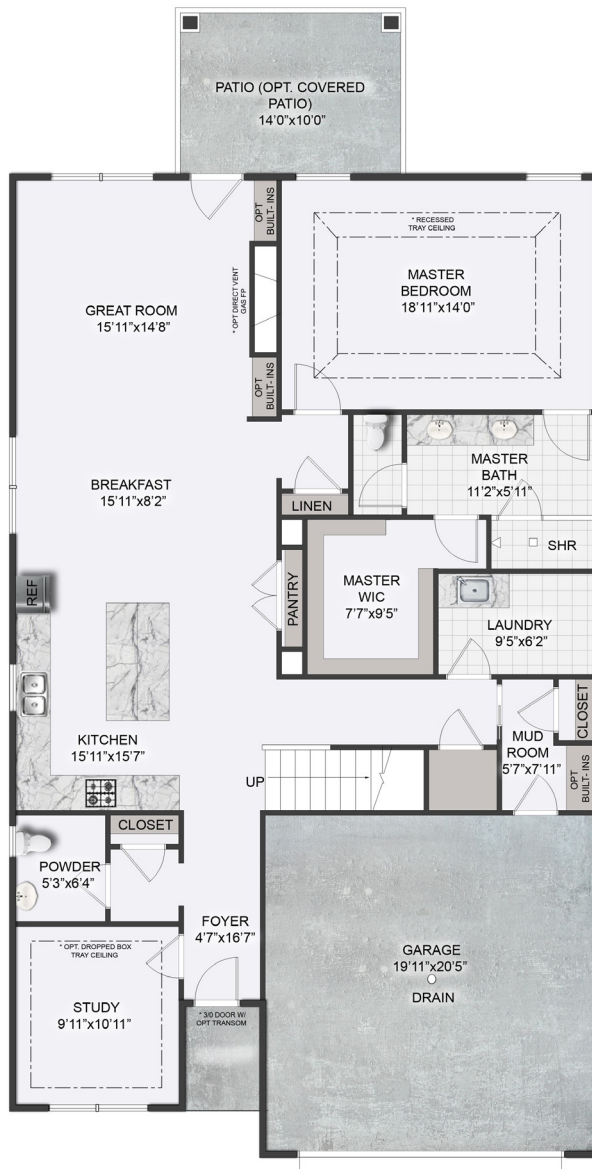 PATIO (OPT. COVERED
PATIO)
14'0"x10'0"
OPT
BUILT- INS
* RECESSED
TRAY CEILING
MASTER
BEDROOM
18'11"x14'0"
GREAT ROOM
15'11"x14'8"
* OPT DIRECT VENT
GAS FP
OPT
BUILT- INS
BREAKFAST
15'11"x8'2"
LINEN
MASTER
BATH
11'2"x5'11"
SHR
REF
PANTRY
MASTER
WIC
7'7"x9'5"
LAUNDRY
9'5"x6'2"
KITCHEN
15'11"x15'7"
UP
MUD
ROOM
5'7"x7'11"
CLOSET
OPT
BUILT- INS
CLOSET
POWDER
5'3"x6'4"
FOYER
4'7"x16'7"
* OPT. DROPPED BOX
TRAY CEILING
STUDY
9'11"x10'11"
* 3/0 DOOR W/
OPT TRANSOM
GARAGE
19'11"x20'5"
DRAIN